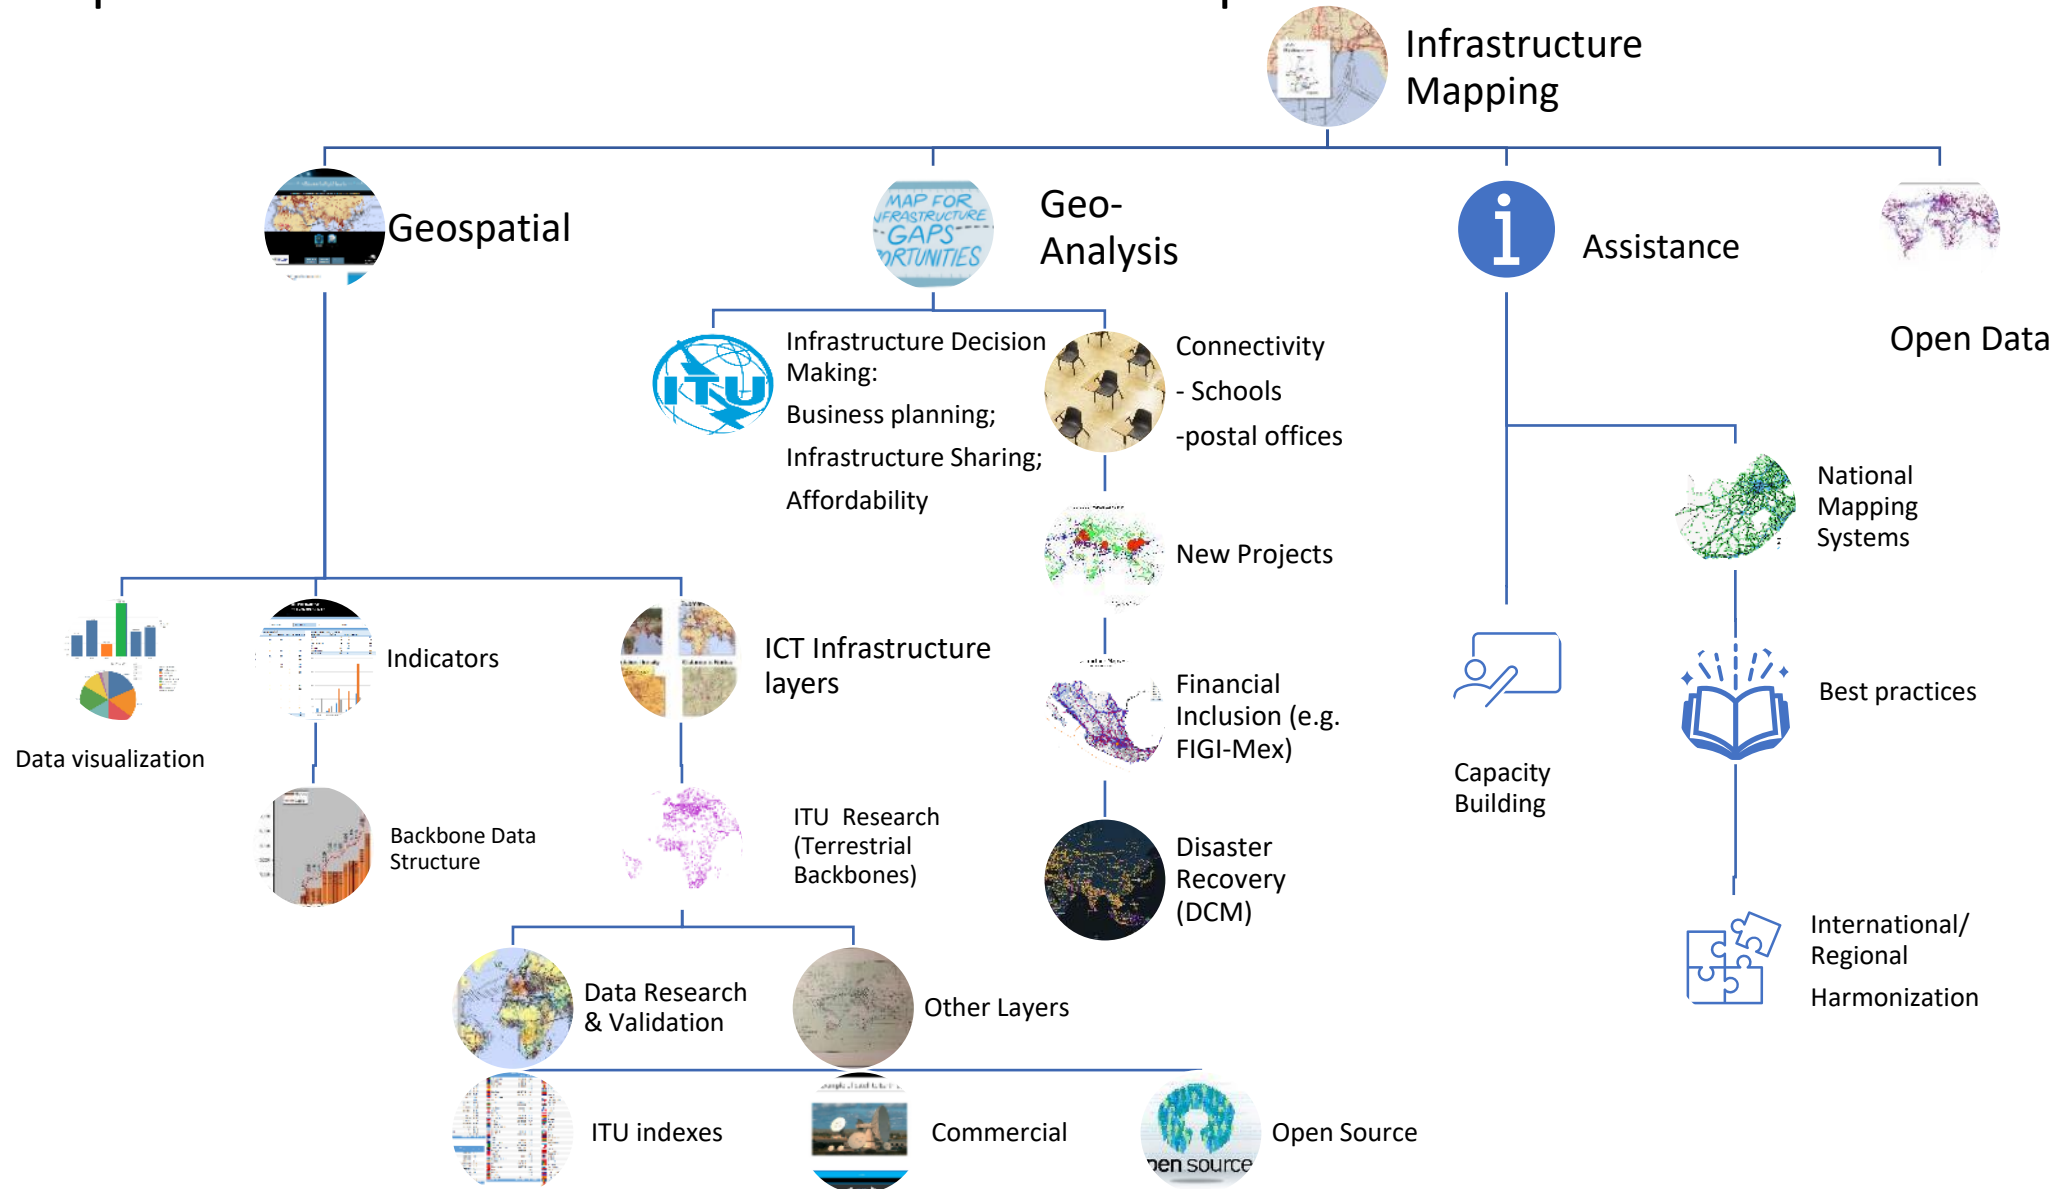 Infrastructure
Mapping
Geospatial
MAP FOR
GAPS
Geo-
Analysis
Assistance
Open Data
ITU
Infrastructure Decision
Making:
Business planning;
Infrastructure Sharing;
Affordability
Connectivity
- Schools
-postal offices
New Projects
Financial
Inclusion (e.g.
FIGI-Mex)
Disaster
Recovery
(DCM)
National
Mapping
Systems
Best practices
International/
Regional
Harmonization
Capacity
Building
Data visualization
Indicators
ICT Infrastructure
layers
Backbone Data
Structure
ITU Research
(Terrestrial
Backbones)
Data Research
& Validation
Other Layers
ITU indexes
Commercial
pen source
Open Source